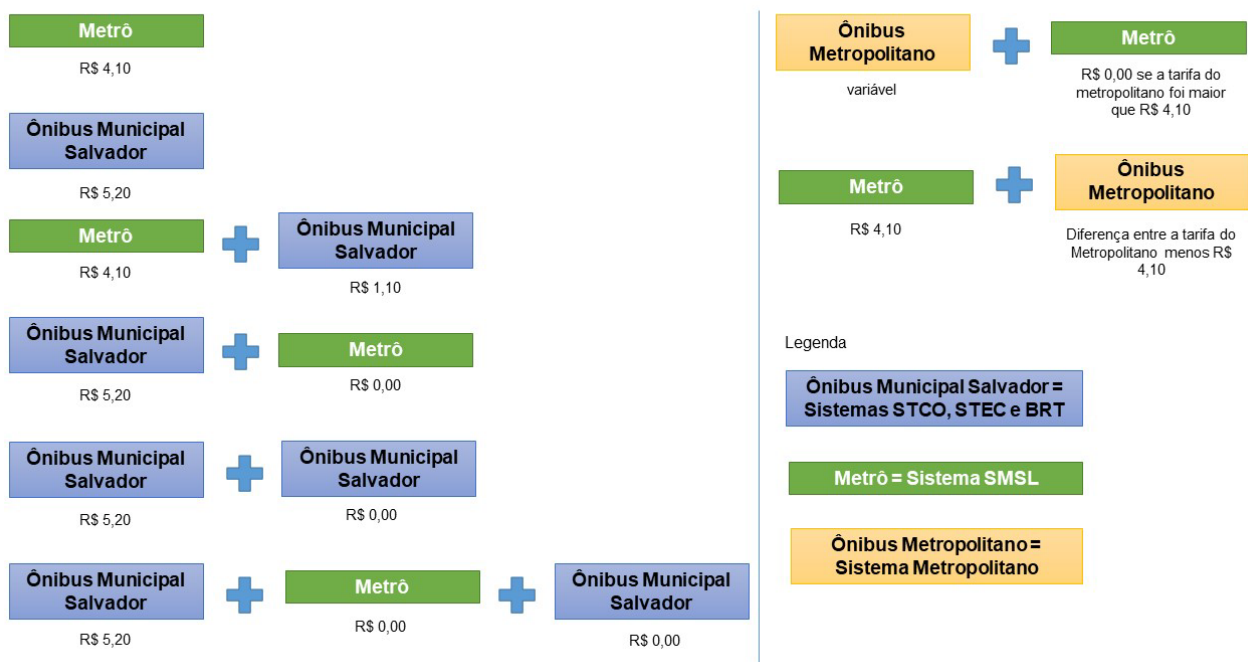 Metrô
R$ 4,10
Ônibus Municipal
Salvador
R$ 5,20
Metrô
R$ 4,10
Ônibus Municipal
Salvador
R$ 1,10
Ônibus Municipal
Salvador
R$ 5,20
Metrô
R$ 0,00
Ônibus Municipal
Salvador
R$ 5,20
Ônibus Municipal
Salvador
R$ 0,00
Ônibus Municipal
Salvador
R$ 5,20
Metrô
R$ 0,00
Ônibus Municipal
Salvador
R$ 0,00
Ônibus
Metropolitano
variável
Metrô
R$ 0,00 se a tarifa do
metropolitano foi maior
que R$ 4,10
Metrô
R$ 4,10
Ônibus
Metropolitano
Diferença entre a tarifa do
Metropolitano menos R$
4,10
Legenda
Ônibus Municipal Salvador =
Sistemas STCO, STEC e BRT
Metrô = Sistema SMSL
Ônibus Metropolitano =
Sistema Metropolitano